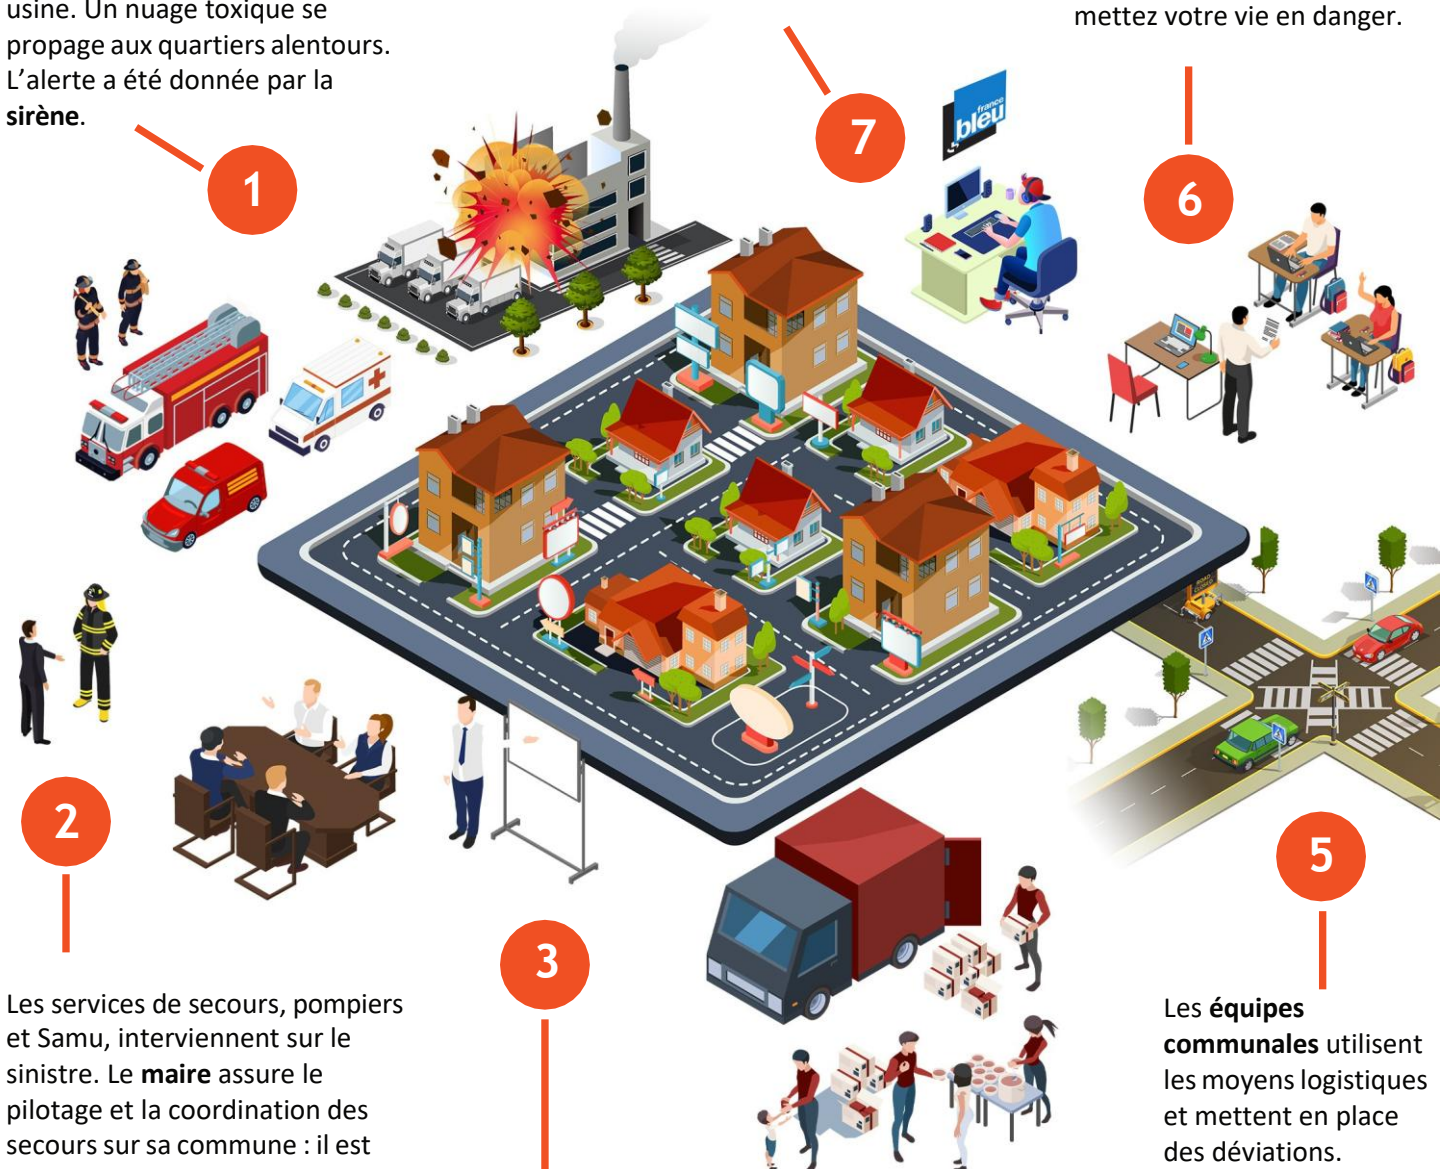 usine. Un nuage toxique se
propage aux quartiers alentours.
L’alerte a été donnée par la
sirène.
1
7
france
bleu
mettez votre vie en danger.
6
2
Les services de secours, pompiers
et Samu, interviennent sur le
sinistre. Le maire assure le
pilotage et la coordination des
secours sur sa commune : il est
3
5
Les équipes
communales utilisent
les moyens logistiques
et mettent en place
des déviations.